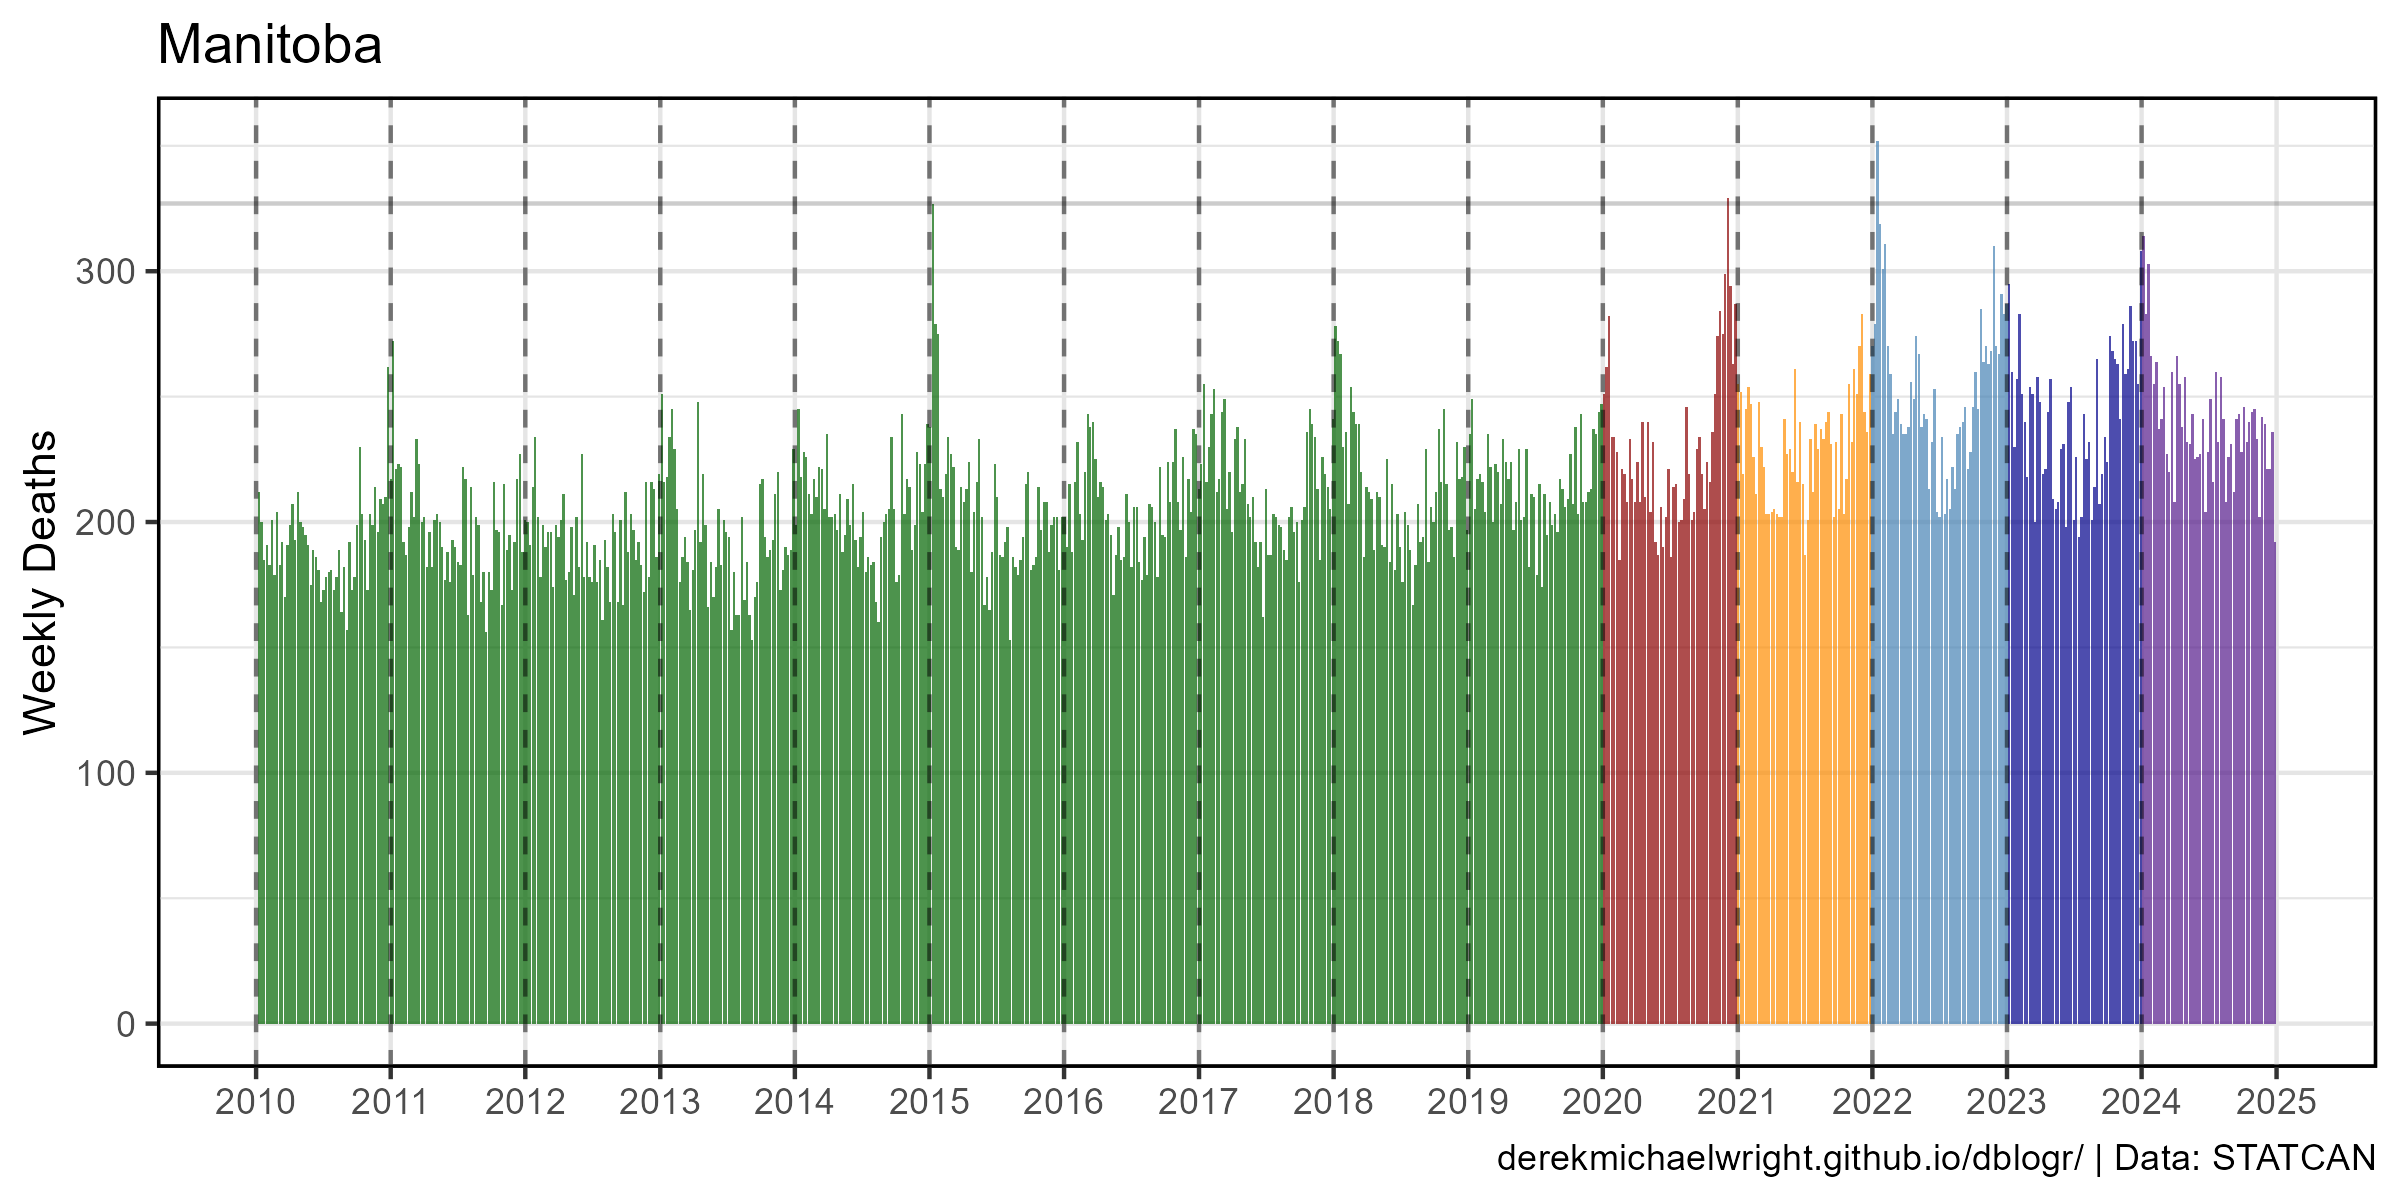 Manitoba
Weekly Deaths
300
200
100
0
2010 2011 2012 2013 2014 2015 2016 2017 2018 2019 2020 2021 2022 2023 2024 2025
derekmichaelwright.github.io/dblogr/ | Data: STATCAN